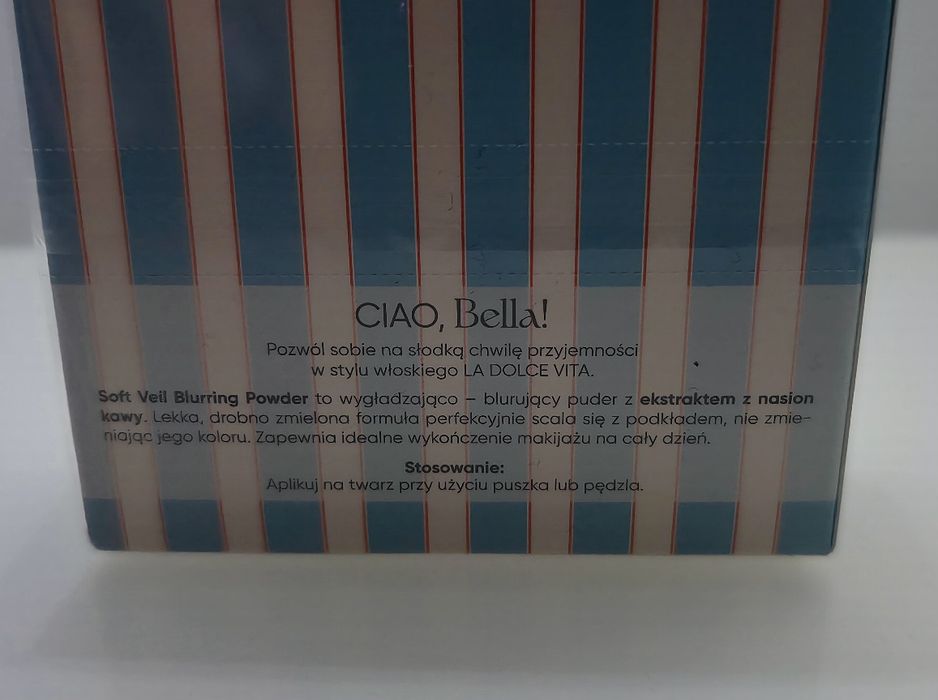 CIAO, Bella!
Pozwól sobie na słodką chwilę przyjemności
w stylu włoskiego LA DOLCE VITA.
Soft Veil Blurring Powder to wygładzająco – blurujący puder z ekstraktem z nasion
kawy. Lekka, drobno zmielona formuła perfekcyjnie scala się z podkładem, nie zmie-
niając jego koloru. Zapewnia idealne wykończenie makijażu na cały dzień.
Stosowanie:
Aplikuj na twarz przy użyciu puszka lub pędzla.